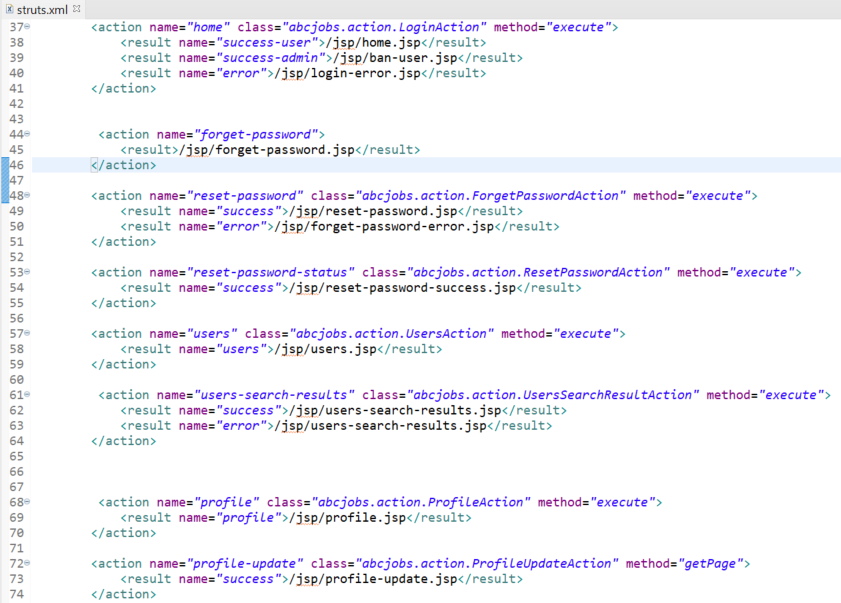 struts.xml
37 <action name="home" class="abcjobs.action.LoginAction" method="execute">
38 <result name="success-user">/jsp/home.jsp</result>
39 <result name="success-admin">/jsp/ban-user.jsp</result>
40 <result name="error">/jsp/login-error.jsp</result>
41 </action>
42
43
44 <action name="forget-password">
45 <result>/jsp/forget-password.jsp</result>
46 </action>
47
48 <action name="reset-password" class="abcjobs.action.ForgetPasswordAction" method="execute">
49 <result name="success">/jsp/reset-password.jsp</result>
50 <result name="error">/jsp/forget-password-error.jsp</result>
51 </action>
52
53 <action name="reset-password-status" class="abcjobs.action.ResetPasswordAction" method="execute">
54 <result name="success">/jsp/reset-password-success.jsp</result>
55 </action>
56
57 <action name="users" class="abcjobs.action.UsersAction" method="execute">
58 <result name="users">/jsp/users.jsp</result>
59 </action>
60
61 <action name="users-search-results" class="abcjobs.action.UsersSearchResultAction" method="execute">
62 <result name="success">/jsp/users-search-results.jsp</result>
63 <result name="error">/jsp/users-search-results.jsp</result>
64 </action>
65
66
67
68 <action name="profile" class="abcjobs.action.ProfileAction" method="execute">
69 <result name="profile">/jsp/profile.jsp</result>
70 </action>
71
72 <action name="profile-update" class="abcjobs.action.ProfileUpdateAction" method="getPage">
73 <result name="success">/jsp/profile-update.jsp</result>
74 </action>